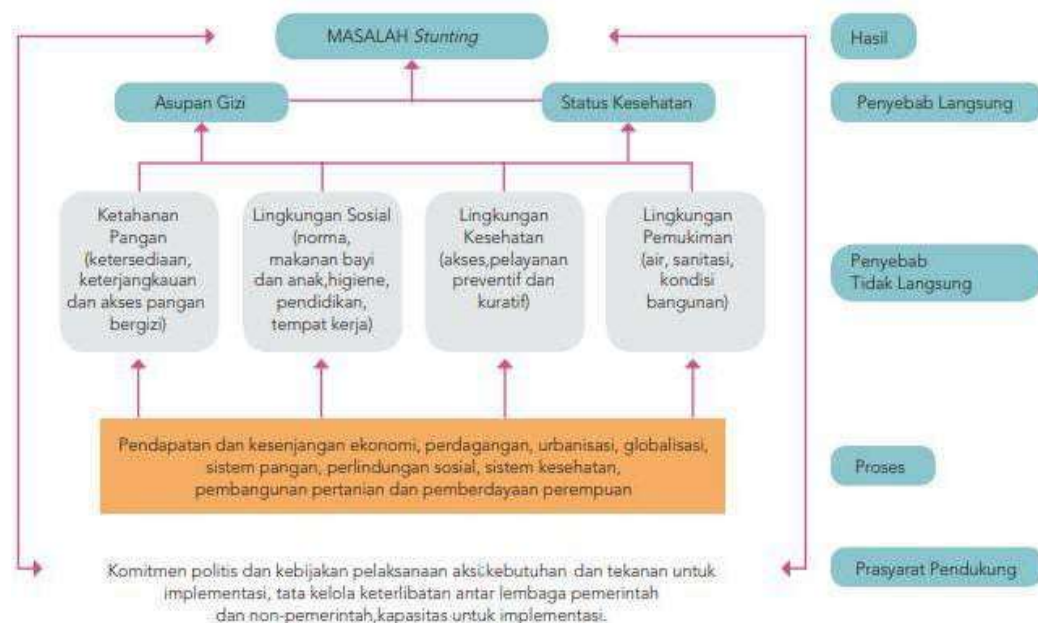 MASALAH Stunting
Hasil
Asupan Gizi
Status Kesehatan
Penyebab Langsung
Ketahanan
Pangan
(ketersediaan,
keterjangkauan
dan akses pangan
bergizi)
Lingkungan Sosial
(norma,
makanan bayi
dan anak,higiene,
pendidikan,
tempat kerja)
Lingkungan
Kesehatan
(akses,pelayanan
preventif dan
kuratif)
Lingkungan
Pemukiman
(air, sanitasi,
kondisi
bangunan)
Penyebab
Tidak Langsung
Pendapatan dan kesenjangan ekonomi, perdagangan, urbanisasi, globalisasi,
sistem pangan, perlindungan sosial, sistem kesehatan,
pembangunan pertanian dan pemberdayaan perempuan
Proses
Komitmen politis dan kebijakan pelaksanaan aksi:kebutuhan dan tekanan untuk
implementasi, tata kelola keterlibatan antar lembaga pemerintah
dan non-pemerintah,kapasitas untuk implementasi.
Prasyarat Pendukung